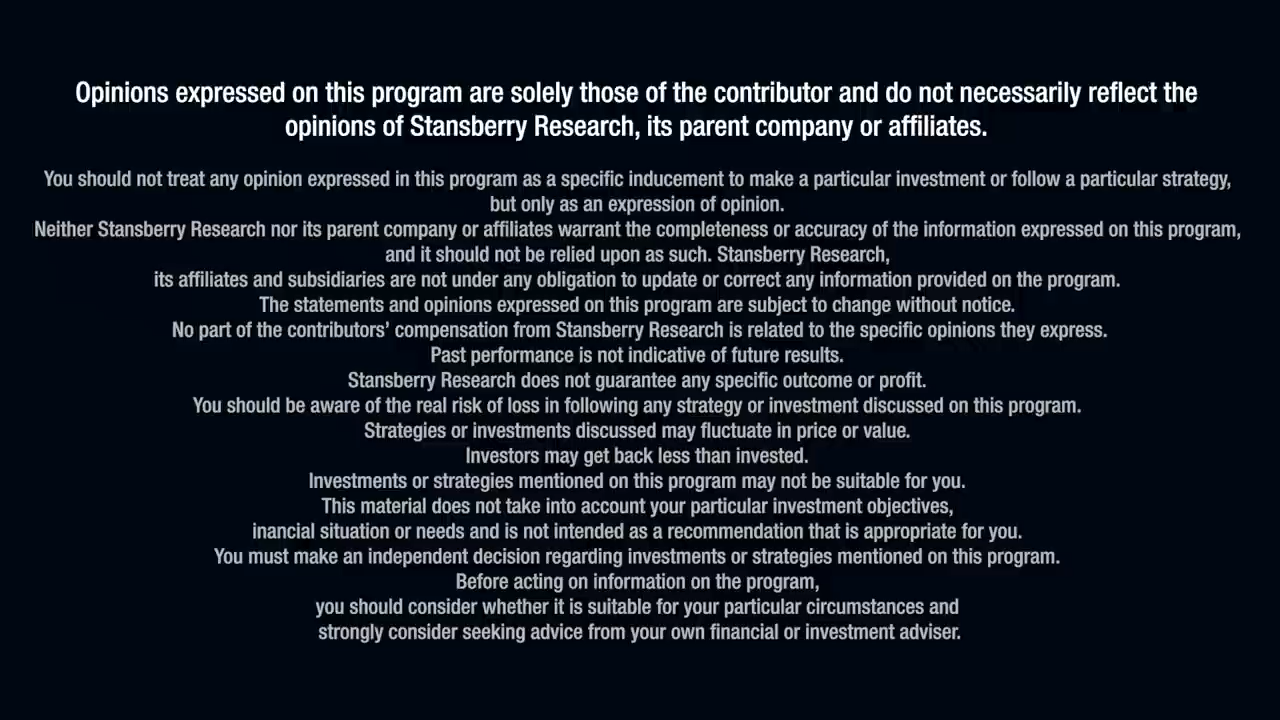 Opinions expressed on this program are solely those of the contributor and do not necessarily reflect the
opinions of Stansberry Research, its parent company or affiliates.
You should not treat any opinion expressed in this program as a specific inducement to make a particular investment or follow a particular strategy,
but only as an expression of opinion.
Neither Stansberry Research nor its parent company or affiliates warrant the completeness or accuracy of the information expressed on this program,
and it should not be relied upon as such. Stansberry Research,
its affiliates and subsidiaries are not under any obligation to update or correct any information provided on the program.
The statements and opinions expressed on this program are subject to change without notice.
No part of the contributors’ compensation from Stansberry Research is related to the specific opinions they express.
Past performance is not indicative of future results.
Stansberry Research does not guarantee any specific outcome or profit.
You should be aware of the real risk of loss in following any strategy or investment discussed on this program.
Strategies or investments discussed may fluctuate in price or value.
Investors may get back less than invested.
Investments or strategies mentioned on this program may not be suitable for you.
This material does not take into account your particular investment objectives,
inancial situation or needs and is not intended as a recommendation that is appropriate for you.
You must make an independent decision regarding investments or strategies mentioned on this program.
Before acting on information on the program,
you should consider whether it is suitable for your particular circumstances and
strongly consider seeking advice from your own financial or investment adviser.